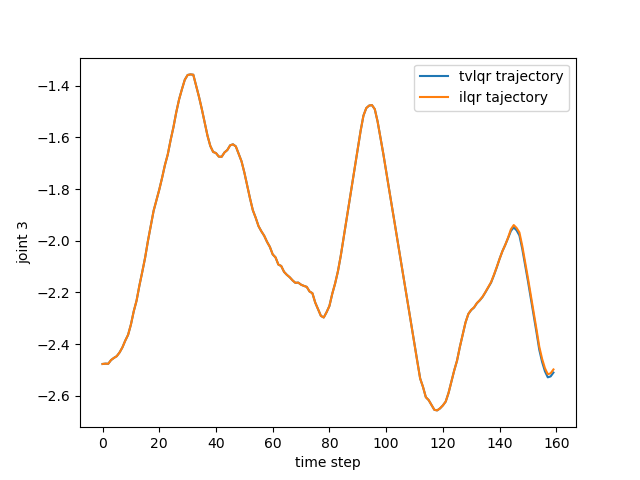 tvlqr trajectory
ilqr tajectory
−1.4
−1.6
−1.8
−2.0
−2.2
−2.4
−2.6
joint 3
0 20 40 60 80 100 120 140 160
time step